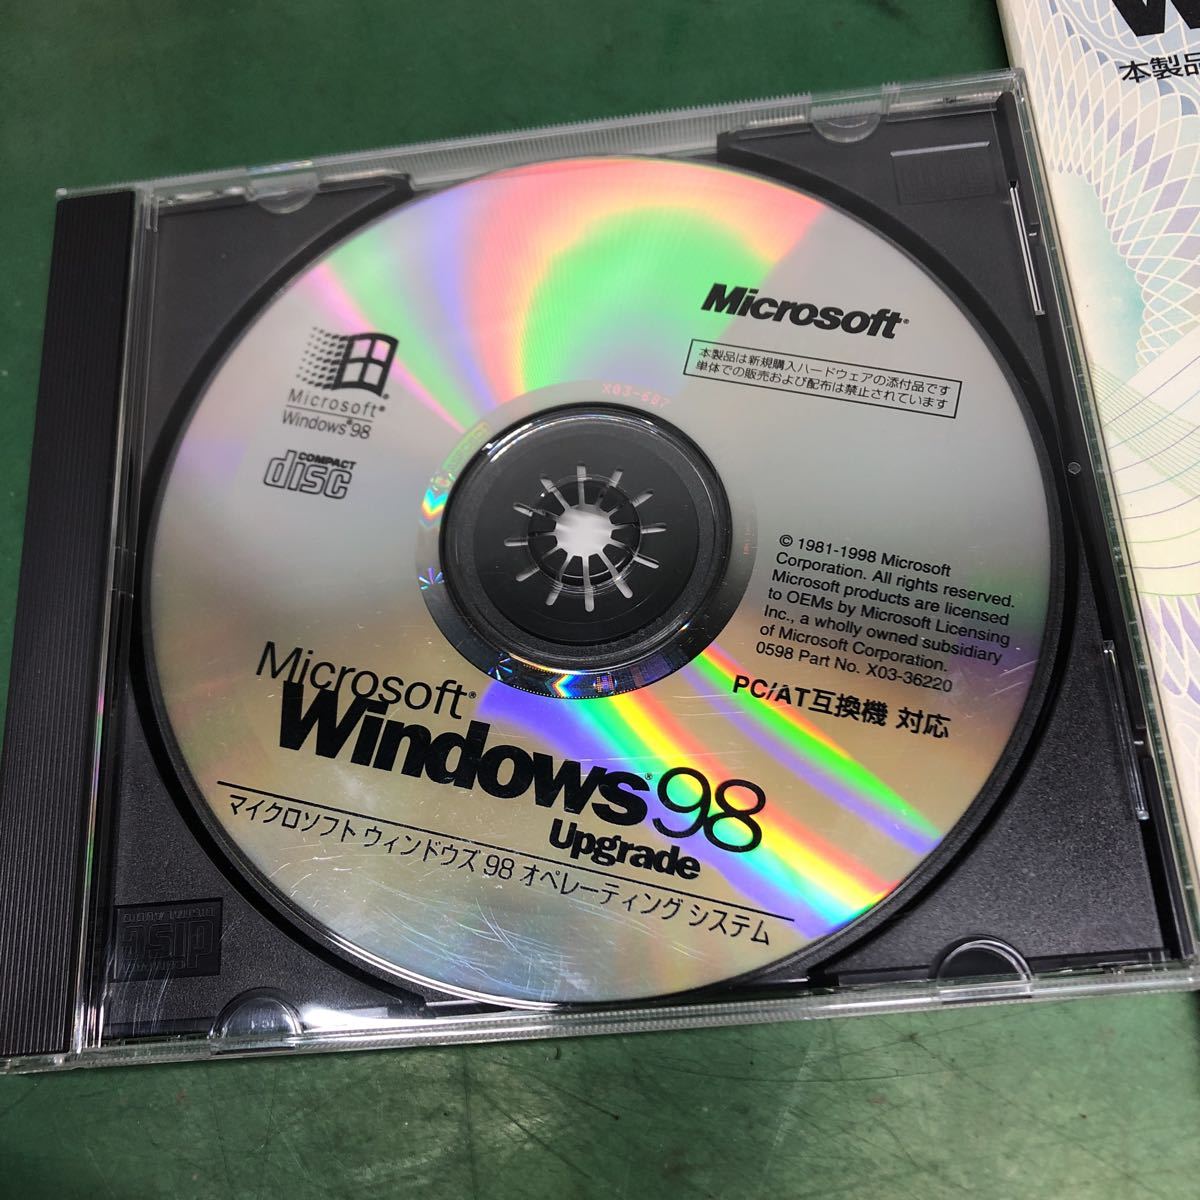 W
本製品
Microsoft®
本製品は新規購入ハードウェアの添付品です
単体での販売および配布は禁止されています
Microsoft®
Windows®98
COMPACT
disc
X03-687
© 1981-1998 Microsoft
Corporation. All rights reserved.
Microsoft products are licensed
to OEMs by Microsoft Licensing
Inc., a wholly owned subsidiary
of Microsoft Corporation.
0598 Part No. X03-36220
PC/AT互換機 対応
Microsoft®
Windows®98
Upgrade
マイクロソフト ウィンドウズ 98 オペレーティング システム